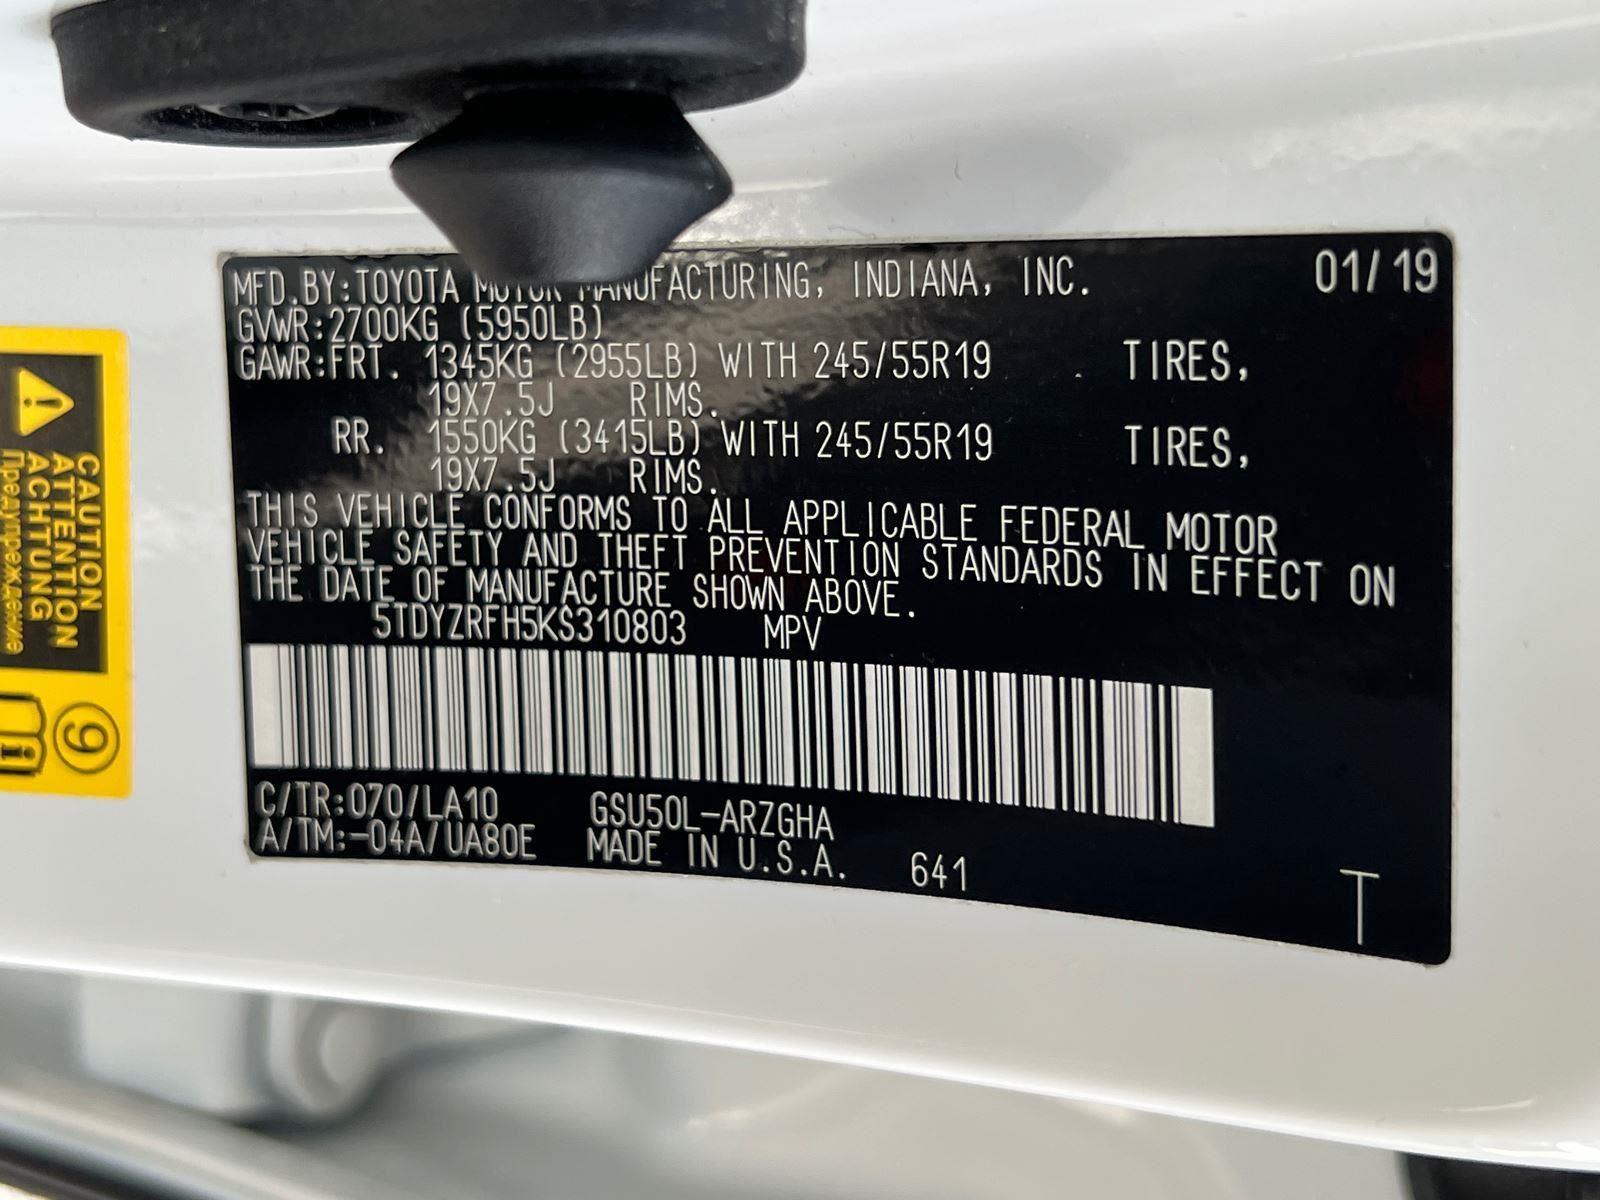 MFD.BY:TOYOTA MOTOR MANUFACTURING, INDIANA, INC. 01/19
GVWR:2700KG (5950LB)
GAWR:FRT. 1345KG (2955LB) WITH 245/55R19 TIRES,
19X7.5J RIMS.
RR. 1550KG (3415LB) WITH 245/55R19 TIRES,
19X7.5J RIMS.
THIS VEHICLE CONFORMS TO ALL APPLICABLE FEDERAL MOTOR
VEHICLE SAFETY AND THEFT PREVENTION STANDARDS IN EFFECT ON
THE DATE OF MANUFACTURE SHOWN ABOVE.
5TDYZRFH5KS310803 MPV
C/TR:070/LA10 GSU50L-ARZGHA
A/TM:-04A/UA80E MADE IN U.S.A. 641
T
CAUTION
ATTENTION
ACHTUNG
Предупреждение
9